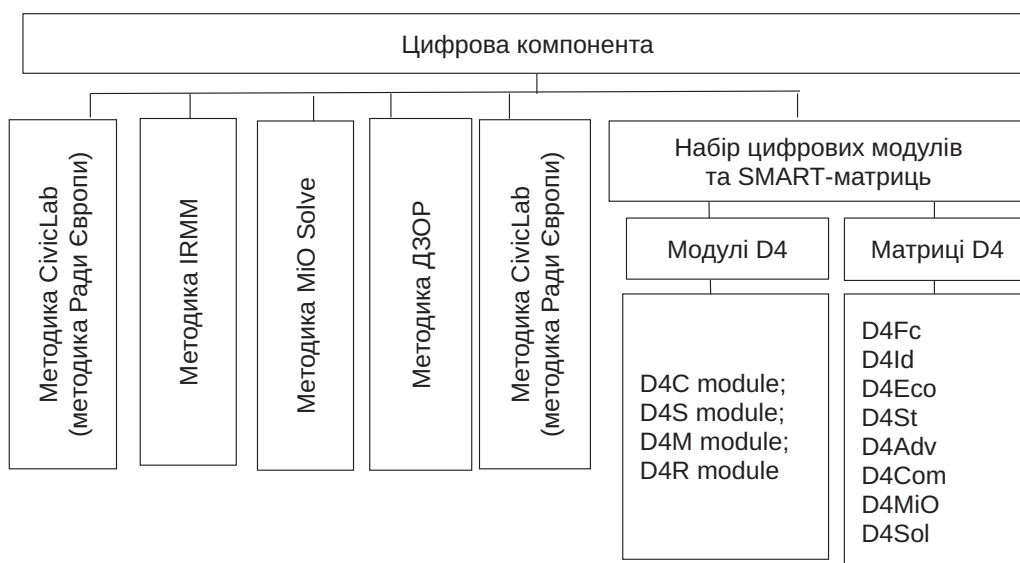 Цифрова компонента
Методика CivicLab
(методика Ради Європи)
Методика IRMM
Методика MiO Solve
Методика ДЗОР
Методика CivicLab
(методика Ради Європи)
Набір цифрових модулів
та SMART-матриць
Модулі D4
Матриці D4
D4C module;
D4S module;
D4M module;
D4R module
D4Fc
D4Id
D4Eco
D4St
D4Adv
D4Com
D4MiO
D4Sol